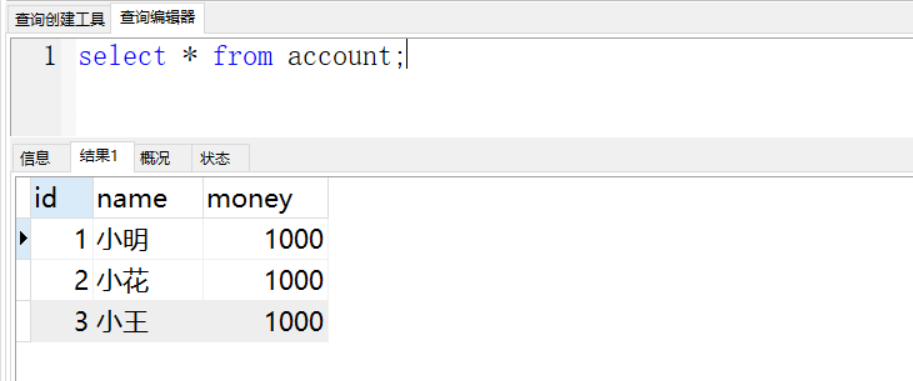 查询创建工具 查询编辑器
1 select * from account;
信息 结果1 概况 状态
id name money
1 小明 1000
2 小花 1000
3 小王 1000